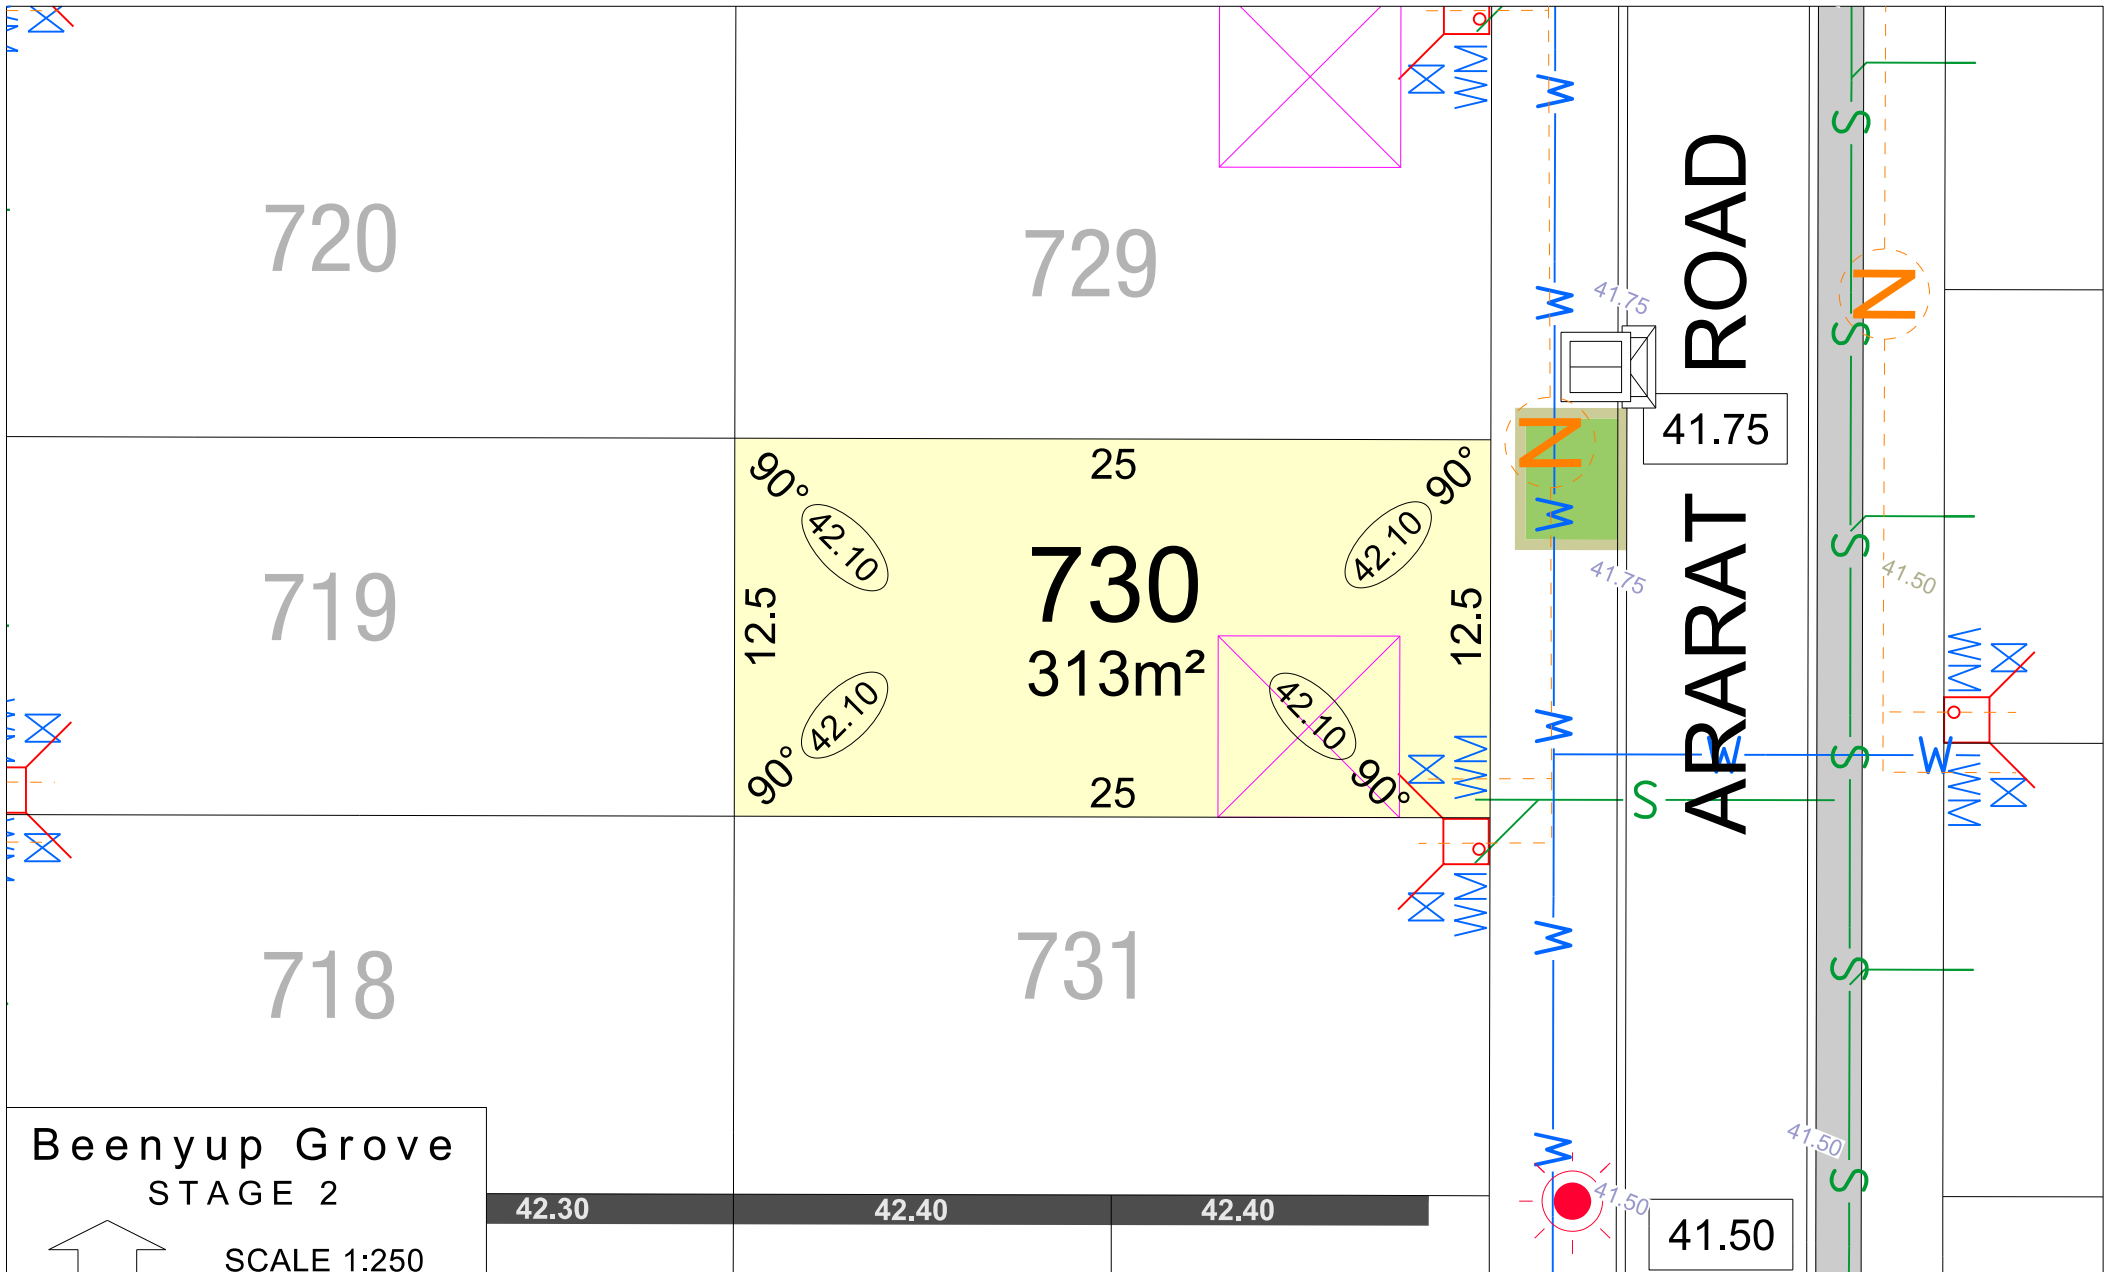 W
S
720
729
41.75
N
ROAD
41.75
N
W
S
W
S
90°
25
90°
42.10
42.10
W
S
41.75
41.50
719
12.5
730
12.5
ARARAT
313m²
42.10
42.10
W
W
W
S
90°
25
90°
S
718
731
W
S
Beenyup Grove
STAGE 2
SCALE 1:250
42.30
42.40
42.40
W
41.50
41.50
S
41.50